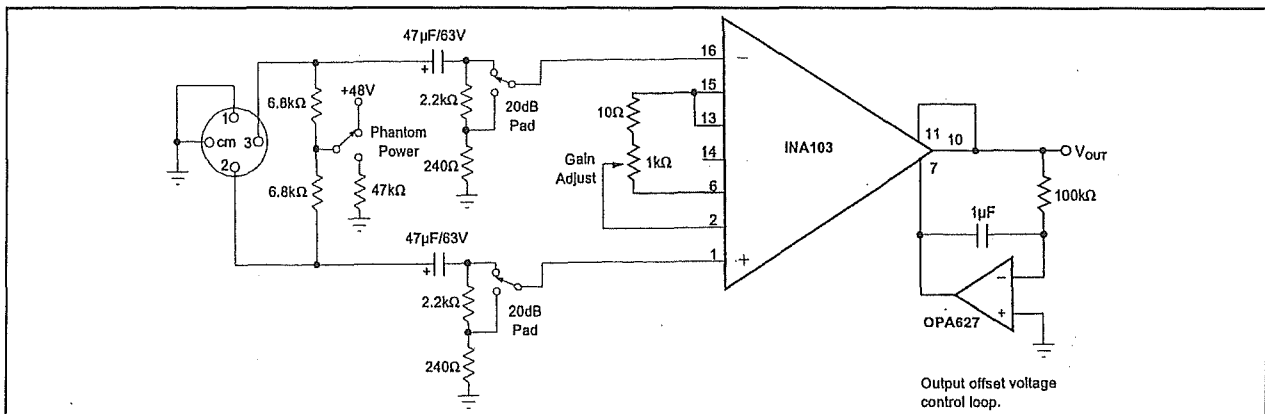 47µF/63V
+
16
−
+48V
1
cm
3
2
6.8kΩ
Phantom
Power
2.2kΩ
20dB
Pad
240Ω
47kΩ
6.8kΩ
15
10Ω
13
14
Gain
Adjust
1kΩ
6
2
INA103
11
10
7
VOUT
100kΩ
1µF
−
+
OPA627
47µF/63V
+
1
+
2.2kΩ
20dB
Pad
240Ω
Output offset voltage
control loop.